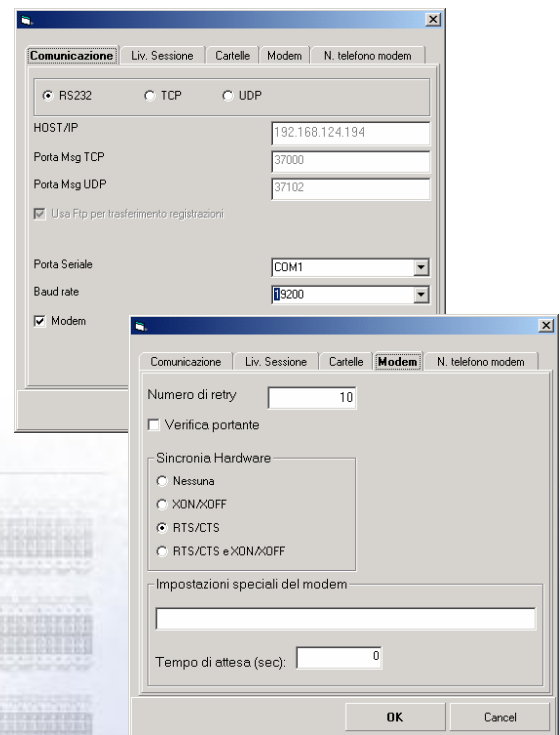 Comunicazione Liv. Sessione Cartelle Modem N. telefono modem
RS232 TCP UDP
HOST/IP 192.168.124.194
Porta Msg TCP 37000
Porta Msg UDP 37102
Usa Ftp per trasferimento registrazioni
Porta Seriale COM1
Baud rate 19200
Modem
Comunicazione Liv. Sessione Cartelle Modem N. telefono modem
Numero di retry 10
Verifica portante
Sincronia Hardware
Nessuna
XON/XOFF
RTS/CTS
RTS/CTS e XON/XOFF
Impostazioni speciali del modem
Tempo di attesa (sec): 0
OK Cancel